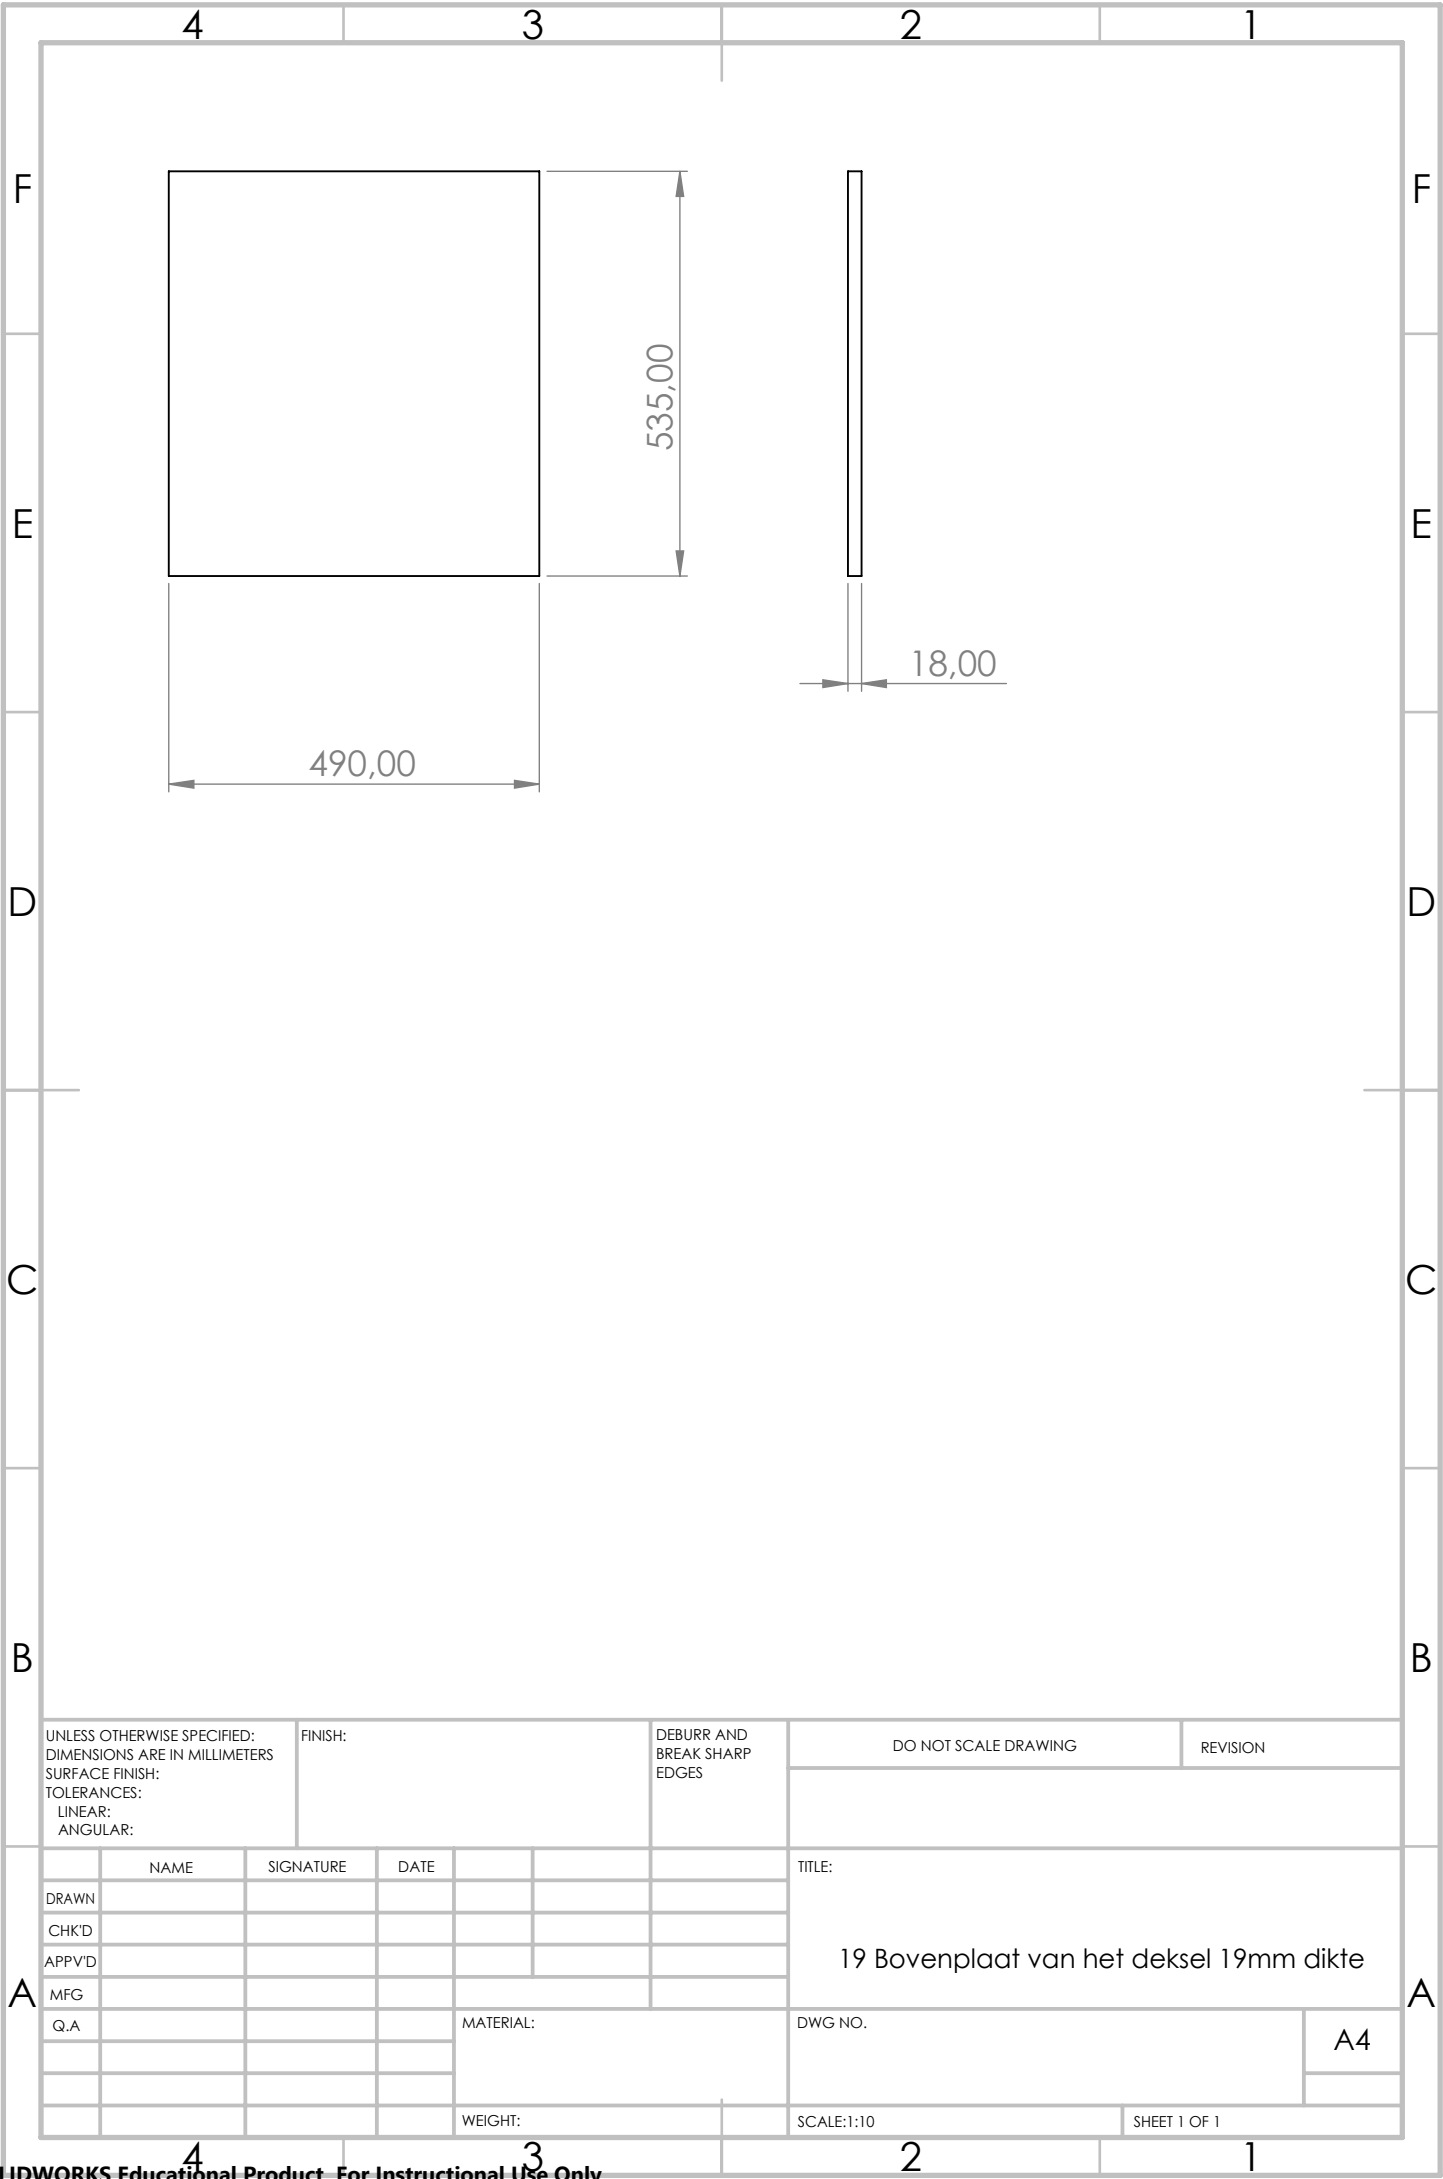 4 3 2 1
F F
535,00
E E
18,00
490,00
D D
C C
B B
UNLESS OTHERWISE SPECIFIED:
DIMENSIONS ARE IN MILLIMETERS
SURFACE FINISH:
TOLERANCES:
LINEAR:
ANGULAR:
FINISH:
DEBURR AND
BREAK SHARP
EDGES
DO NOT SCALE DRAWING
REVISION
NAME SIGNATURE DATE
DRAWN
CHK'D
APPV'D
MFG
Q.A
TITLE:
19 Bovenplaat van het deksel 19mm dikte
A A
MATERIAL:
DWG NO.
A4
WEIGHT:
SCALE:1:10
SHEET 1 OF 1
4 3 2 1
LIDWORKS Educational Product. For Instructional Use Only.